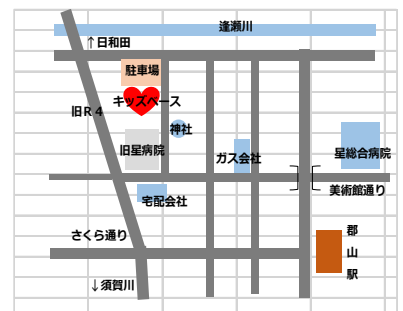 逢瀬川
↑日和田
駐車場
キッズベース
旧R４
神社
旧星病院
ガス会社
星総合病院
美術館通り
宅配会社
さくら通り
郡
山
駅
↓須賀川